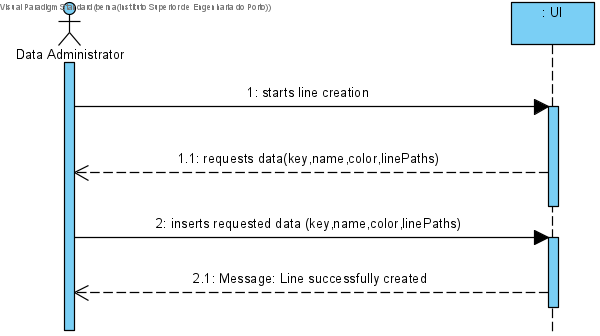 Visual Paradigm Standard(bema(Instituto Superior de Engenharia do Porto))
: UI
Data Administrator
1: starts line creation
1.1: requests data(key,name,color,linePaths)
2: inserts requested data (key,name,color,linePaths)
2.1: Message: Line successfully created